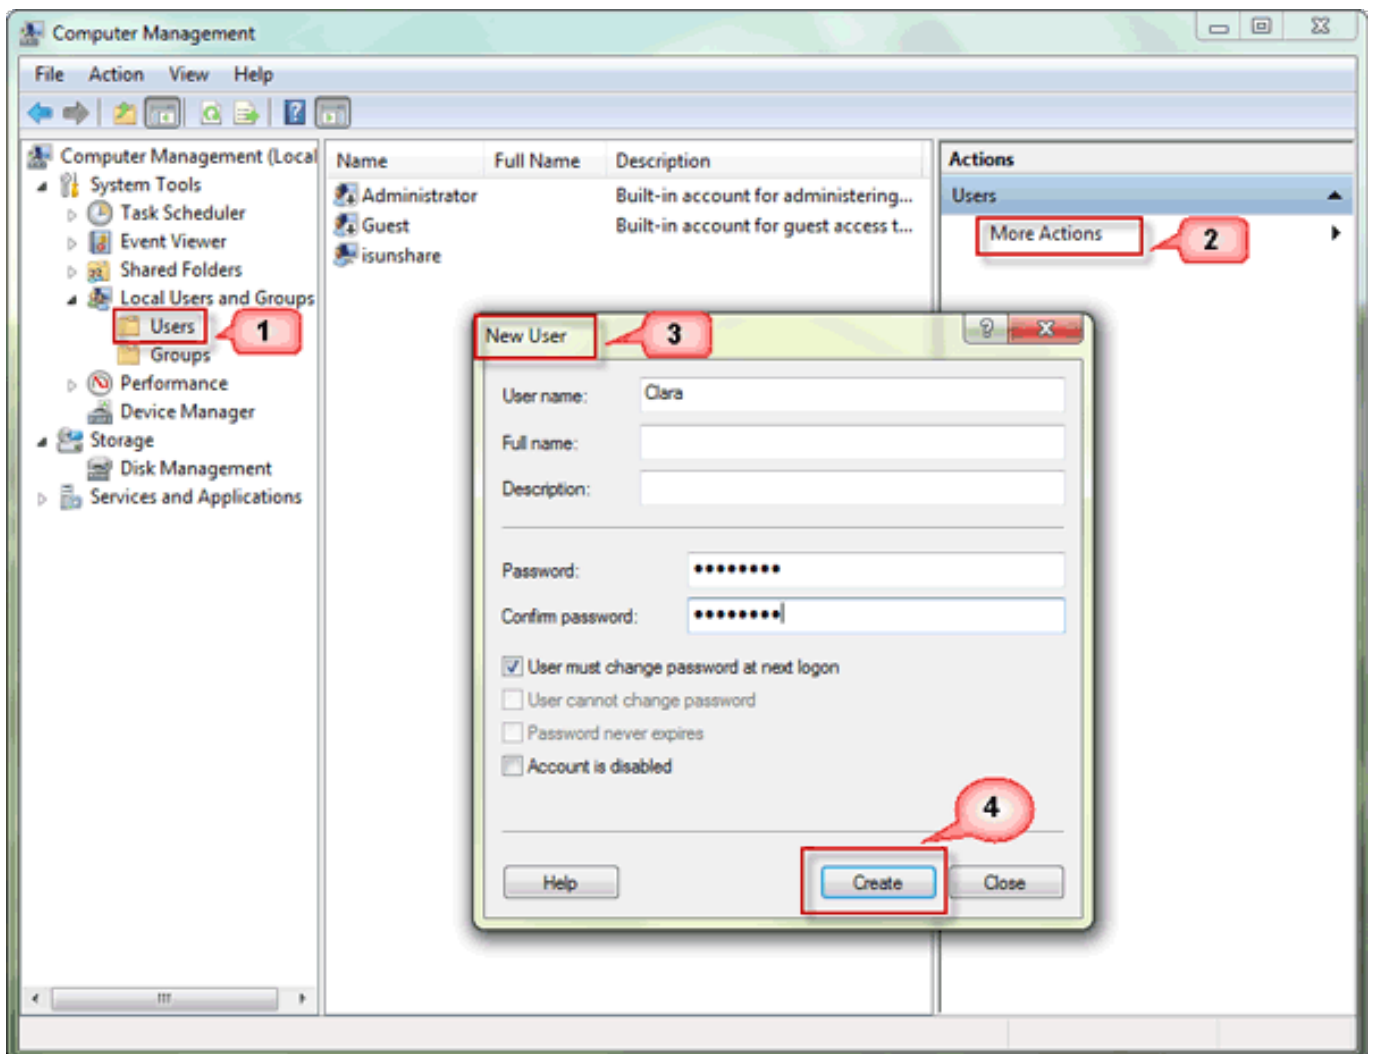 Computer Management
File Action View Help
Computer Management (Local
System Tools
Task Scheduler
Event Viewer
Shared Folders
Local Users and Groups
Users
1
Groups
Performance
Device Manager
Storage
Disk Management
Services and Applications
Name Full Name Description
Administrator Built-in account for administering...
Guest Built-in account for guest access t...
isunshare
Actions
Users
More Actions
2
New User
3
User name: Clara
Full name:
Description:
Password: ••••••••
Confirm password: ••••••••
User must change password at next logon
User cannot change password
Password never expires
Account is disabled
4
Help Create Close